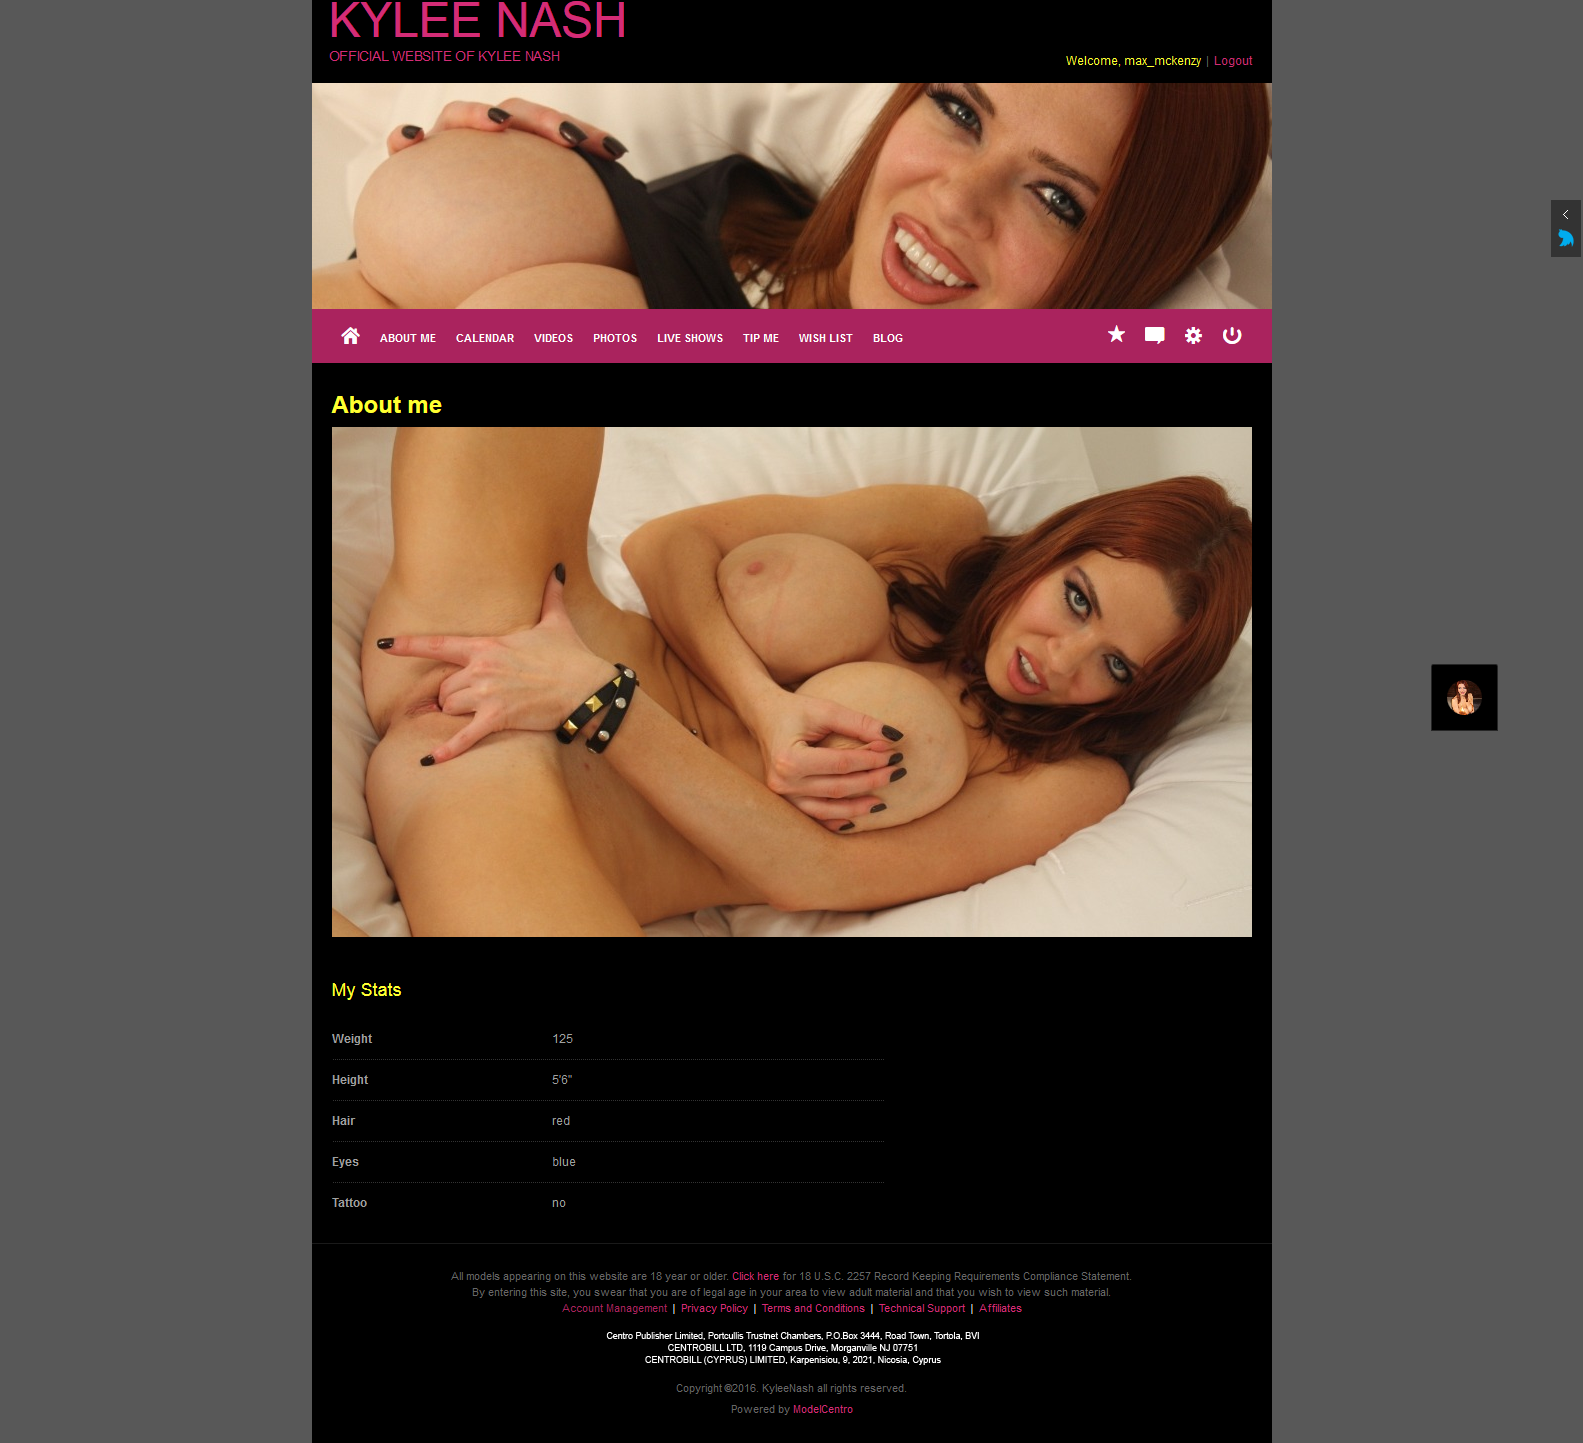 KYLEE NASH
OFFICIAL WEBSITE OF KYLEE NASH
Welcome, max_mckenzy | Logout
ABOUT ME CALENDAR VIDEOS PHOTOS LIVE SHOWS TIP ME WISH LIST BLOG
About me
My Stats
Weight 125
Height 5'6"
Hair red
Eyes blue
Tattoo no
All models appearing on this website are 18 year or older. Click here for 18 U.S.C. 2257 Record Keeping Requirements Compliance Statement.
By entering this site, you swear that you are of legal age in your area to view adult material and that you wish to view such material.
Account Management | Privacy Policy | Terms and Conditions | Technical Support | Affiliates
Centro Publisher Limited, Portcullis Trustnet Chambers, P.O.Box 3444, Road Town, Tortola, BVI
CENTROBILL LTD, 1119 Campus Drive, Morganville NJ 07751
CENTROBILL (CYPRUS) LIMITED, Karpenisiou, 9, 2021, Nicosia, Cyprus
Copyright ©2016. KyleeNash all rights reserved.
Powered by ModelCentro